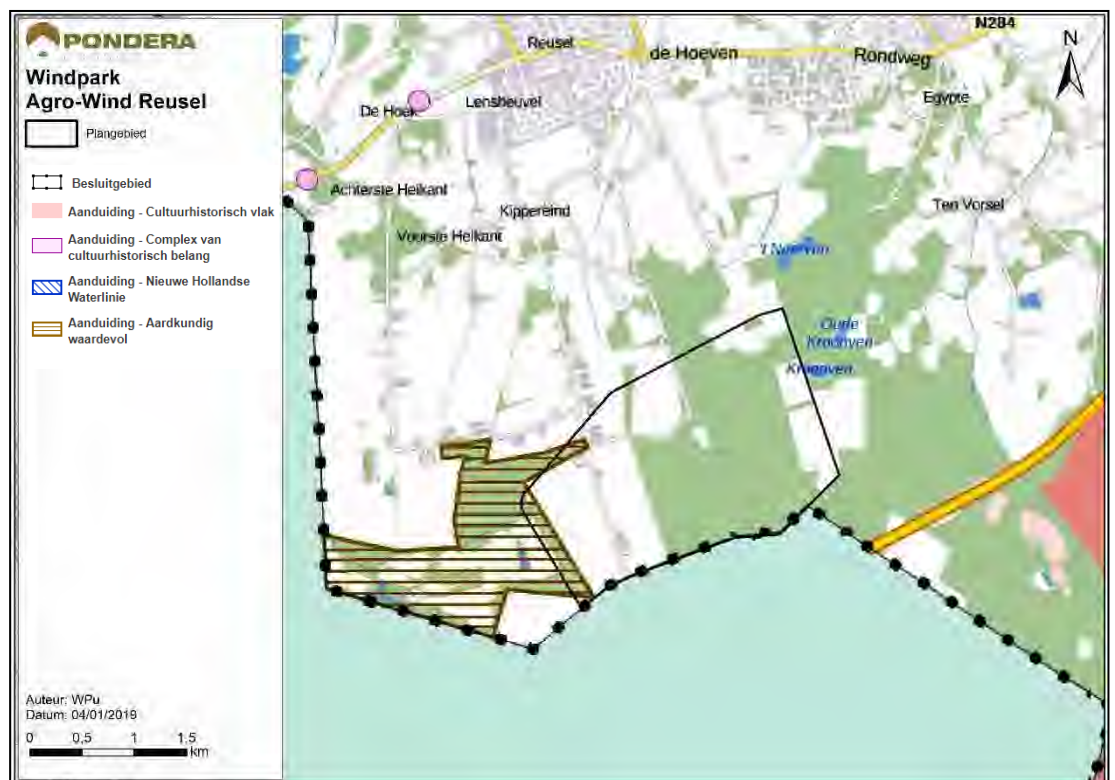 PONDERA
Windpark
Agro-Wind Reusel
Plangebied
Besluitgebied
Aanduiding - Cultuurhistorisch vlak
Aanduiding - Complex van
cultuurhistorisch belang
Aanduiding - Nieuwe Hollandse
Waterlinie
Aanduiding - Aardkundig
waardevol
Auteur: WPu
Datum: 04/01/2019
0 0,5 1 1,5
km
N284
N
Reusel
de Hoeven
Rondweg
De Hoek
Lensheuvel
Egypte
Achterste Heikant
Kippereind
Ten Vorsel
Voorste Heikant
Oude